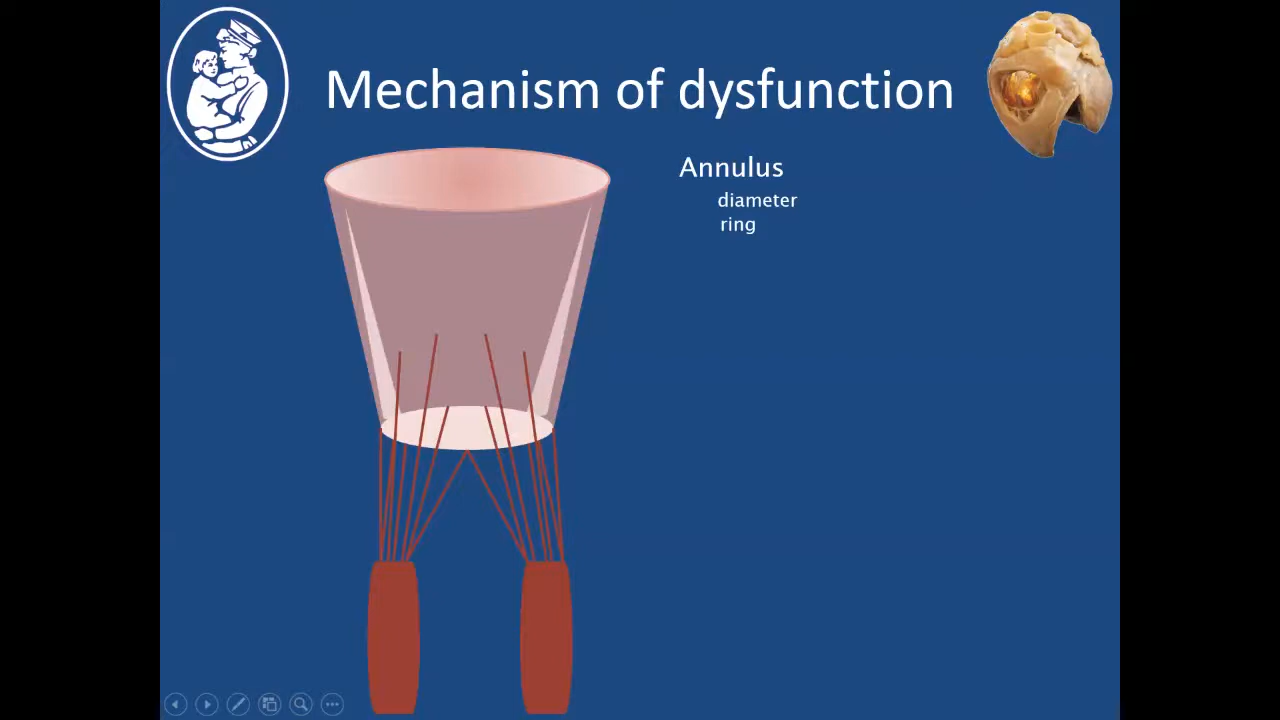 Mechanism of dysfunction
Annulus
diameter
ring